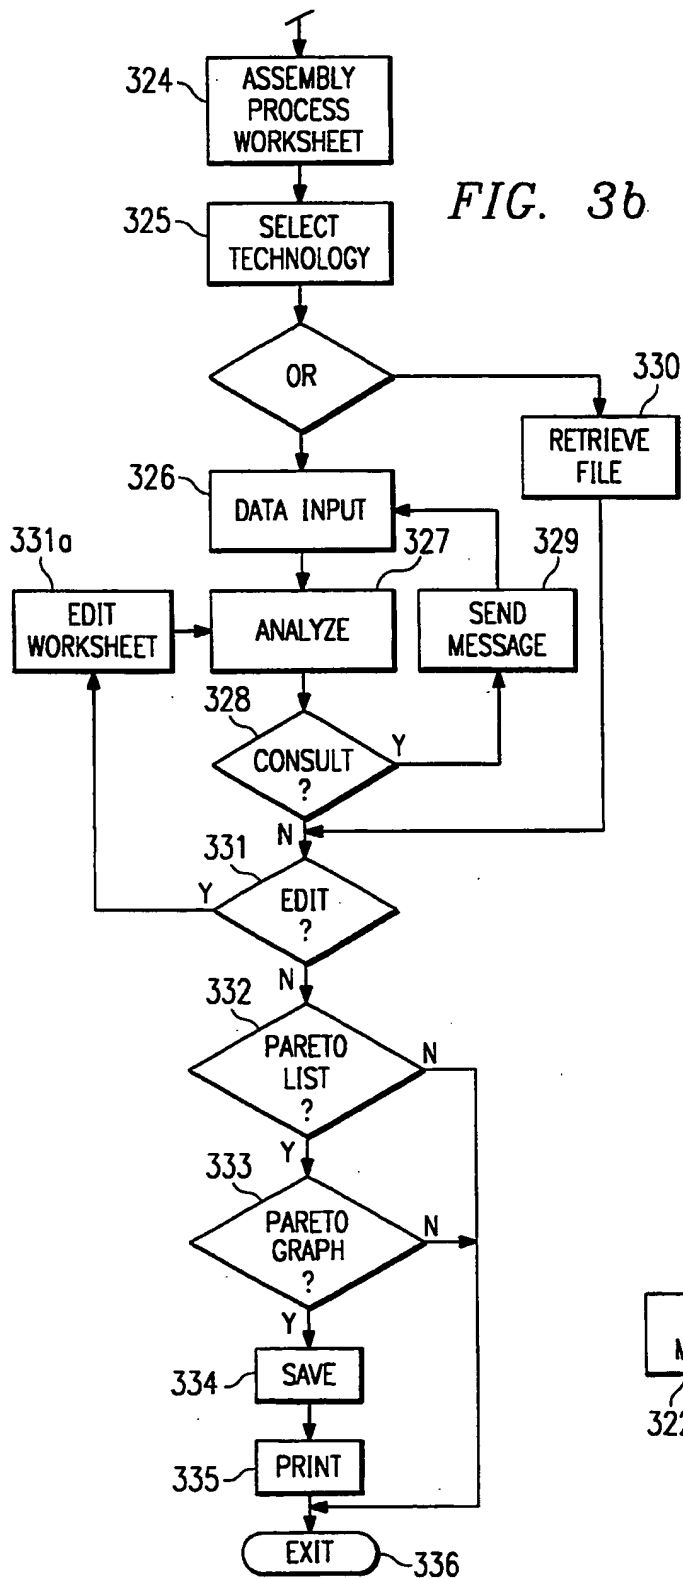 324
ASSEMBLY
PROCESS
WORKSHEET
FIG. 3b
325
SELECT
TECHNOLOGY
OR
330
RETRIEVE
FILE
326
DATA INPUT
331a
EDIT
WORKSHEET
327
ANALYZE
329
SEND
MESSAGE
328
CONSULT
?
Y
N
331
EDIT
?
Y
N
332
PARETO
LIST
?
N
Y
333
PARETO
GRAPH
?
N
Y
334
SAVE
M
322
335
PRINT
EXIT
336